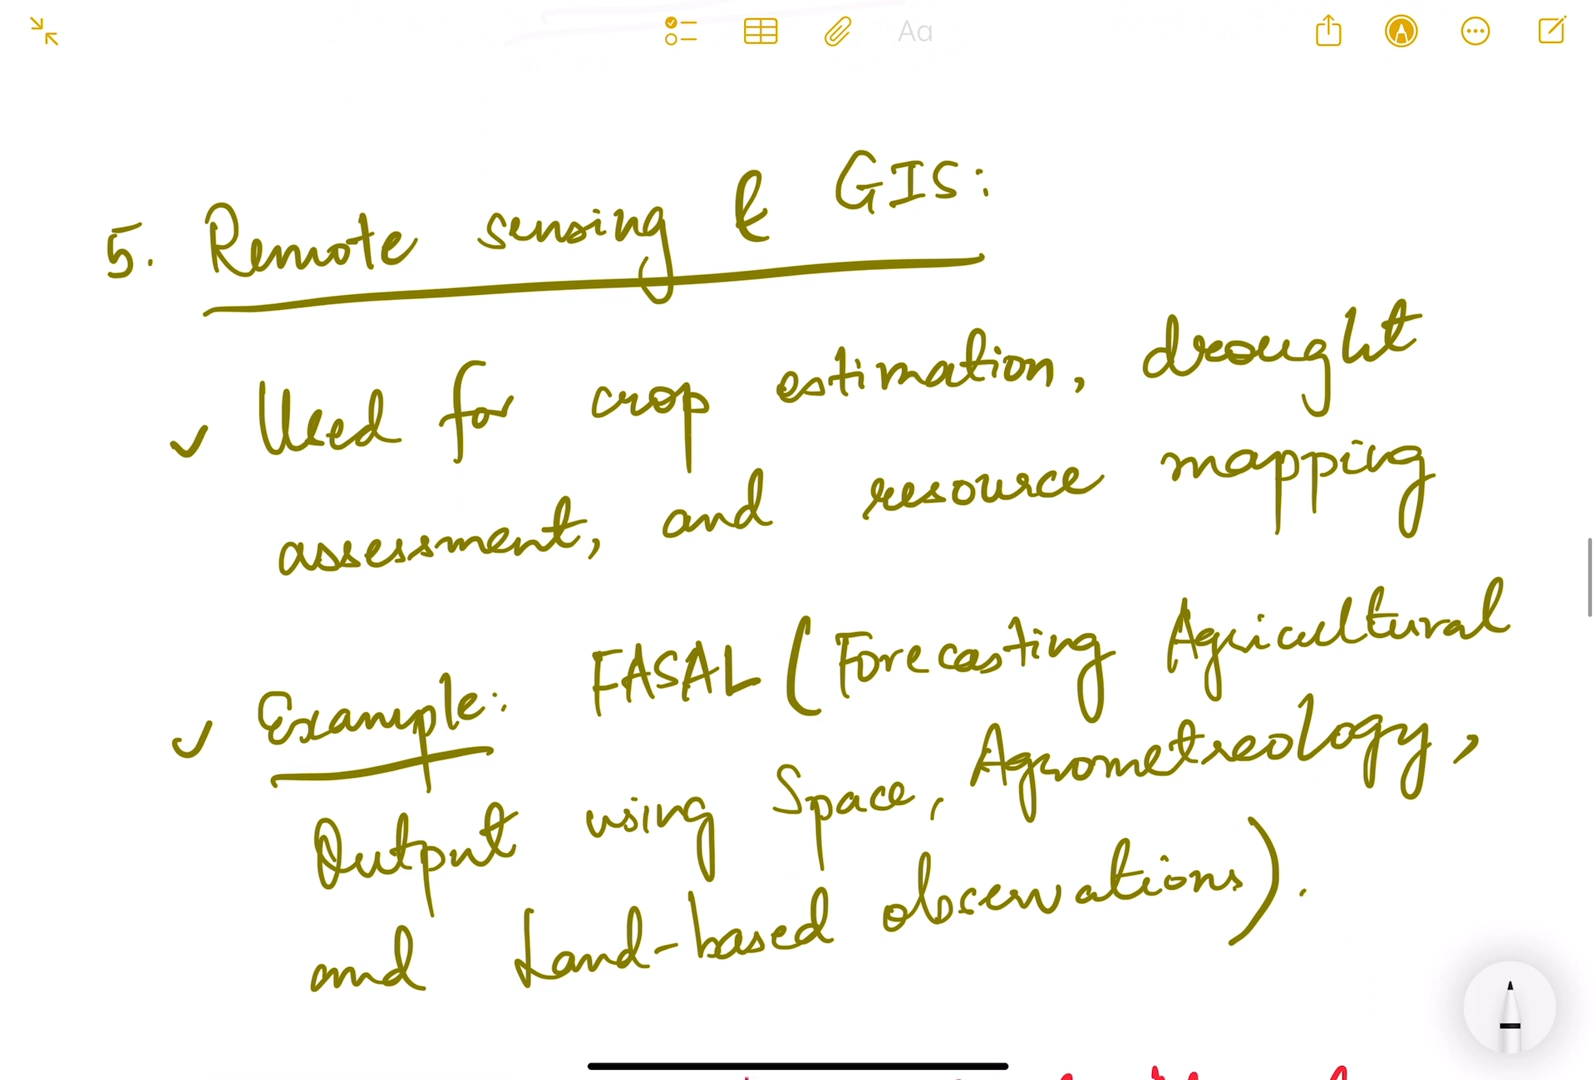 Aa
5. Remote sensing & GIS:
✓ Used for crop estimation, drought
assessment, and resource mapping
✓ Example: FASAL (Forecasting Agricultural
Output using Space, Agrometreology,
and Land-based observations).